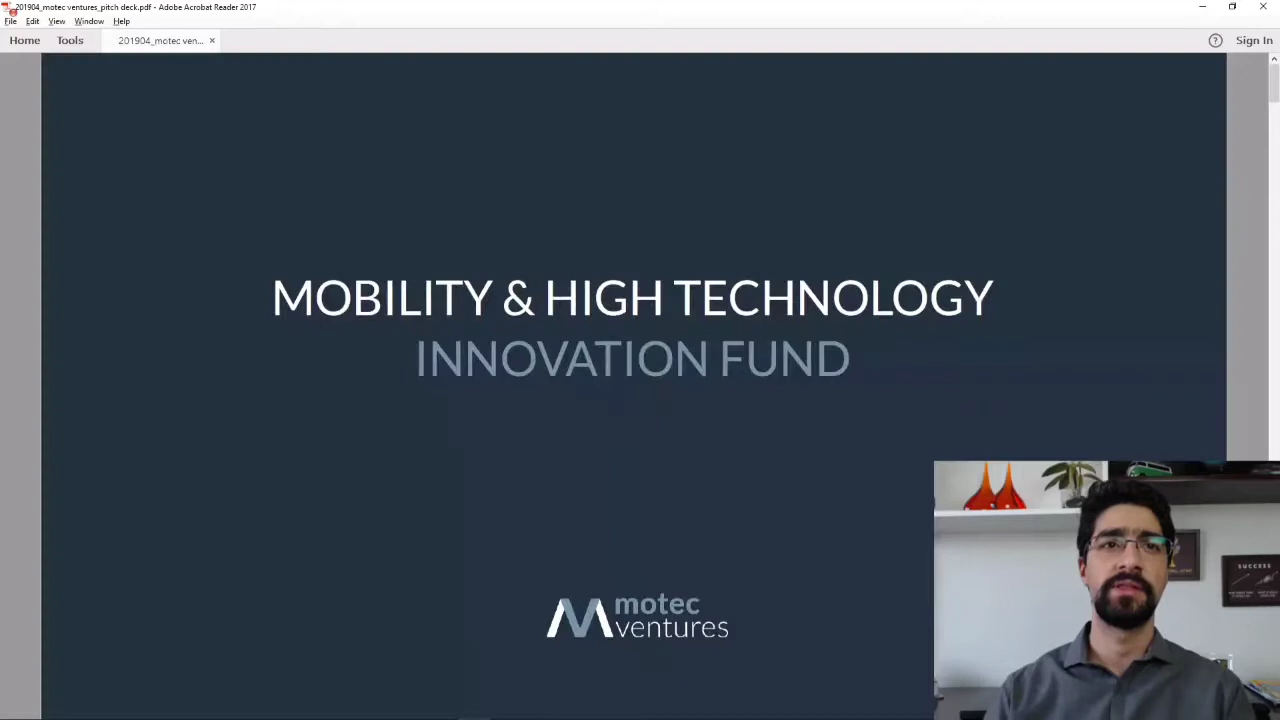 201904_motec ventures_pitch deck.pdf - Adobe Acrobat Reader 2017
File Edit View Window Help
Home Tools 201904_motec ven... × ? Sign In
MOBILITY & HIGH TECHNOLOGY
INNOVATION FUND
motec
ventures
SUCCESS